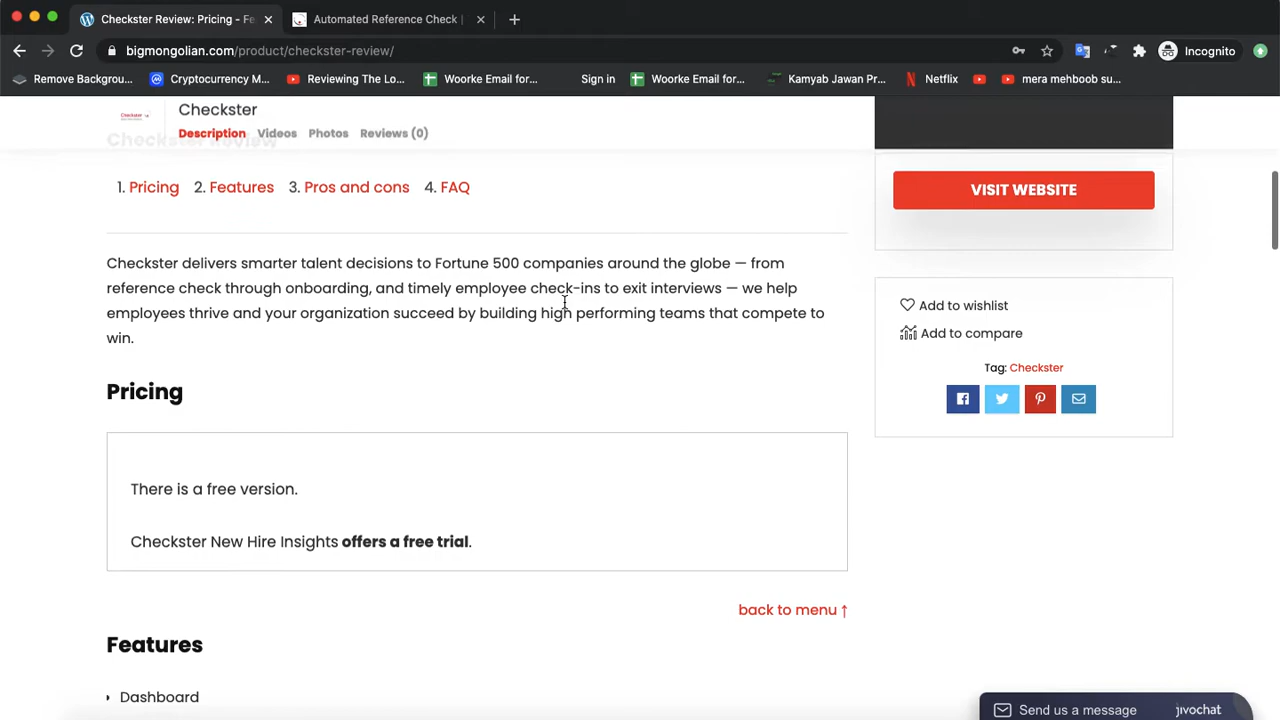 Checkster Review: Pricing - Fe
Automated Reference Check |
bigmongolian.com/product/checkster-review/
Incognito
Remove Backgrou...
Cryptocurrency M...
Reviewing The Lo...
Woorke Email for...
Sign in
Woorke Email for...
Kamyab Jawan Pr...
Netflix
mera mehboob su...
Checkster
Checkster
Description Videos Photos Reviews (0)
Checkster Review
1. Pricing 2. Features 3. Pros and cons 4. FAQ
VISIT WEBSITE
Checkster delivers smarter talent decisions to Fortune 500 companies around the globe — from
reference check through onboarding, and timely employee check-ins to exit interviews — we help
employees thrive and your organization succeed by building high performing teams that compete to
win.
Add to wishlist
Add to compare
Tag: Checkster
Pricing
There is a free version.
Checkster New Hire Insights offers a free trial.
back to menu ↑
Features
Dashboard
Send us a message
jivochat